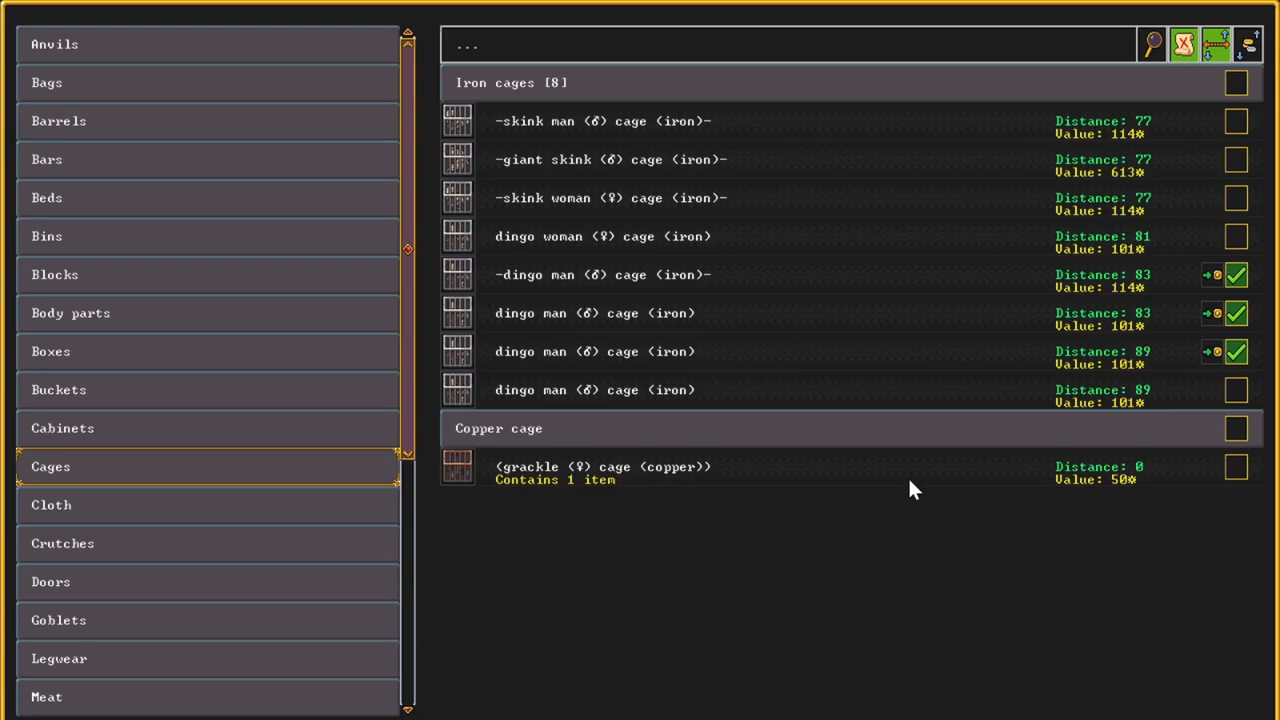 Anvils
Bags
Barrels
Bars
Beds
Bins
Blocks
Body parts
Boxes
Buckets
Cabinets
Cages
Cloth
Crutches
Doors
Goblets
Legwear
Meat
...
Iron cages [8]
-skink man (♂) cage (iron)-
Distance: 77
Value: 114☼
-giant skink (♂) cage (iron)-
Distance: 77
Value: 613☼
-skink woman (♀) cage (iron)-
Distance: 77
Value: 114☼
dingo woman (♀) cage (iron)
Distance: 81
Value: 101☼
-dingo man (♂) cage (iron)-
Distance: 83
Value: 114☼
dingo man (♂) cage (iron)
Distance: 83
Value: 101☼
dingo man (♂) cage (iron)
Distance: 89
Value: 101☼
dingo man (♂) cage (iron)
Distance: 89
Value: 101☼
Copper cage
(grackle (♀) cage (copper))
Contains 1 item
Distance: 0
Value: 50☼